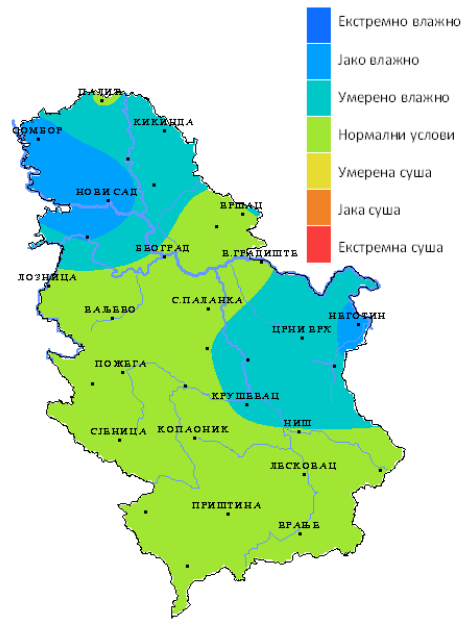 Екстремно влажно
Јако влажно
Умерено влажно
Нормални услови
Умерена суша
Јака суша
Екстремна суша
ПАЛИЋ
СОМБОР
КИКИНДА
НОВИ САД
ВРШАЦ
БЕОГРАД
В.ГРАДИШТЕ
ЛОЗНИЦА
С.ПАЛАНКА
ВАЉЕВО
НЕГОТИН
ЦРНИ ВРХ
ПОЖЕГА
КРУШЕВАЦ
СЈЕНИЦА
КОПАОНИК
НИШ
ЛЕСКОВАЦ
ПРИШТИНА
ВРАЊЕ